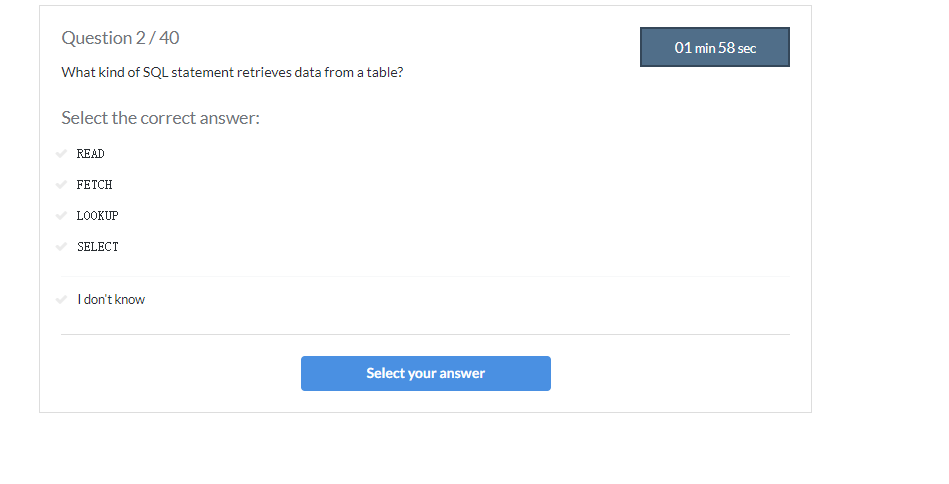 Question 2 / 40
01 min 58 sec
What kind of SQL statement retrieves data from a table?
Select the correct answer:
READ
FETCH
LOOKUP
SELECT
I don't know
Select your answer